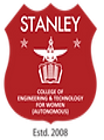 STANLEY
COLLEGE OF
ENGINEERING & TECHNOLOGY
FOR WOMEN
(AUTONOMOUS)
Estd. 2008